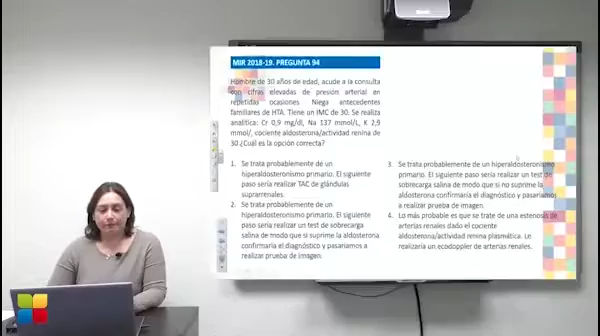 MIR 2018-19. PREGUNTA 94
Hombre de 30 años de edad, acude a la consulta
con cifras elevadas de presión arterial en
repetidas ocasiones Niega antecedentes
familiares de HTA. Tiene un IMC de 30. Se realiza
analítica: Cr 0,9 mg/dl, Na 137 mmol/L, K 2,9
mmol/, cociente aldosterona/actividad renina de
30 ¿Cuál es la opción correcta?
1. Se trata probablemente de un
hiperaldosteronismo primario. El siguiente
paso sería realizar TAC de glándulas
suprarrenales.
2. Se trata probablemente de un
hiperaldosteronismo primario. El siguiente
paso sería realizar un test de sobrecarga
salina de modo que si suprime la aldosterona
confirmaría el diagnóstico y pasaríamos a
realizar prueba de imagen.
3. Se trata probablemente de un hiperaldosteronismo
primario. El siguiente paso sería realizar un test de
sobrecarga salina de modo que si no suprime la
aldosterona confirmaría el diagnóstico y pasaríamos
a realizar prueba de imagen.
4. Lo más probable es que se trate de una estenosis de
arterias renales dado el cociente
aldosterona/actividad renina plasmática. Le
realizaría un ecodoppler de arterias renales.